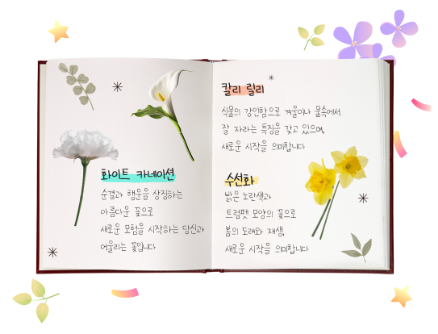 칼리 릴리
식물의 강인함으로 겨울이나 물속에서
잘 자라는 특징을 갖고 있으며,
새로운 시작을 의미합니다
화이트 카네이션
순결과 행운을 상징하는
아름다운 꽃으로
새로운 모험을 시작하는 당신과
어울리는 꽃입니다
수선화
밝은 노란색과
트럼펫 모양의 꽃으로
봄의 도래와 재생,
새로운 시작을 의미합니다